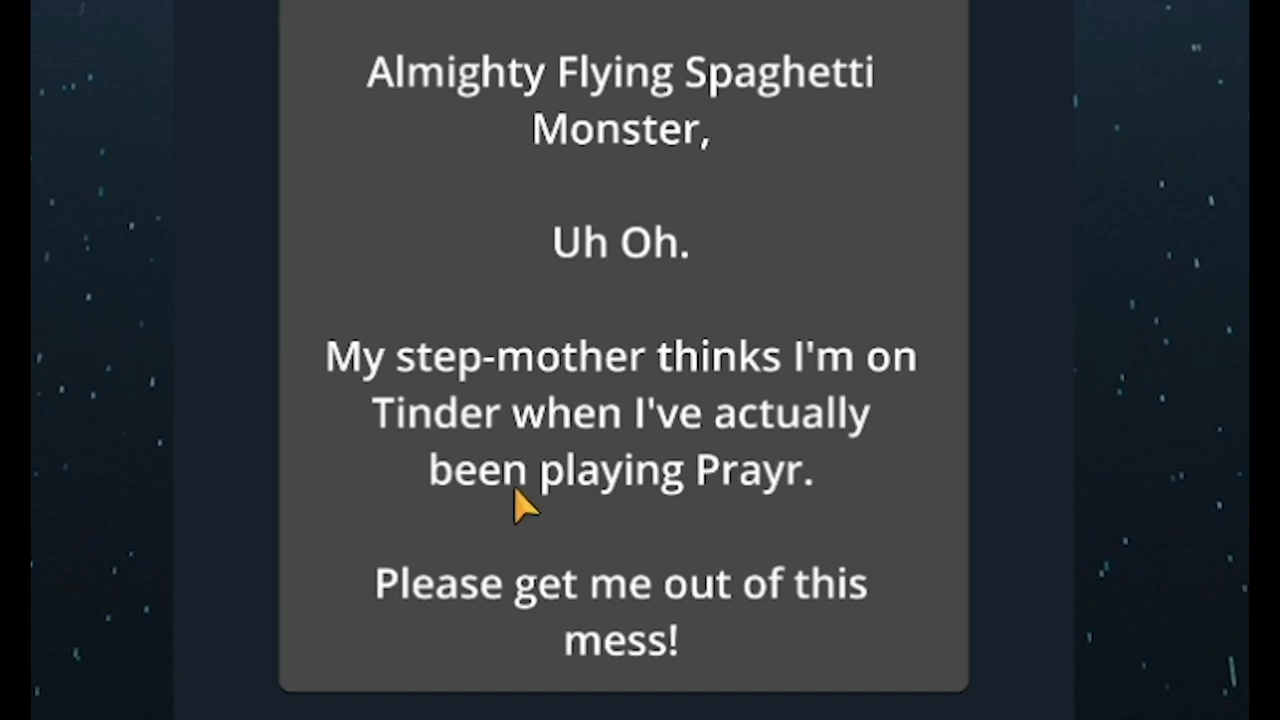 Almighty Flying Spaghetti
Monster,
Uh Oh.
My step-mother thinks I'm on
Tinder when I've actually
been playing Prayr.
Please get me out of this
mess!